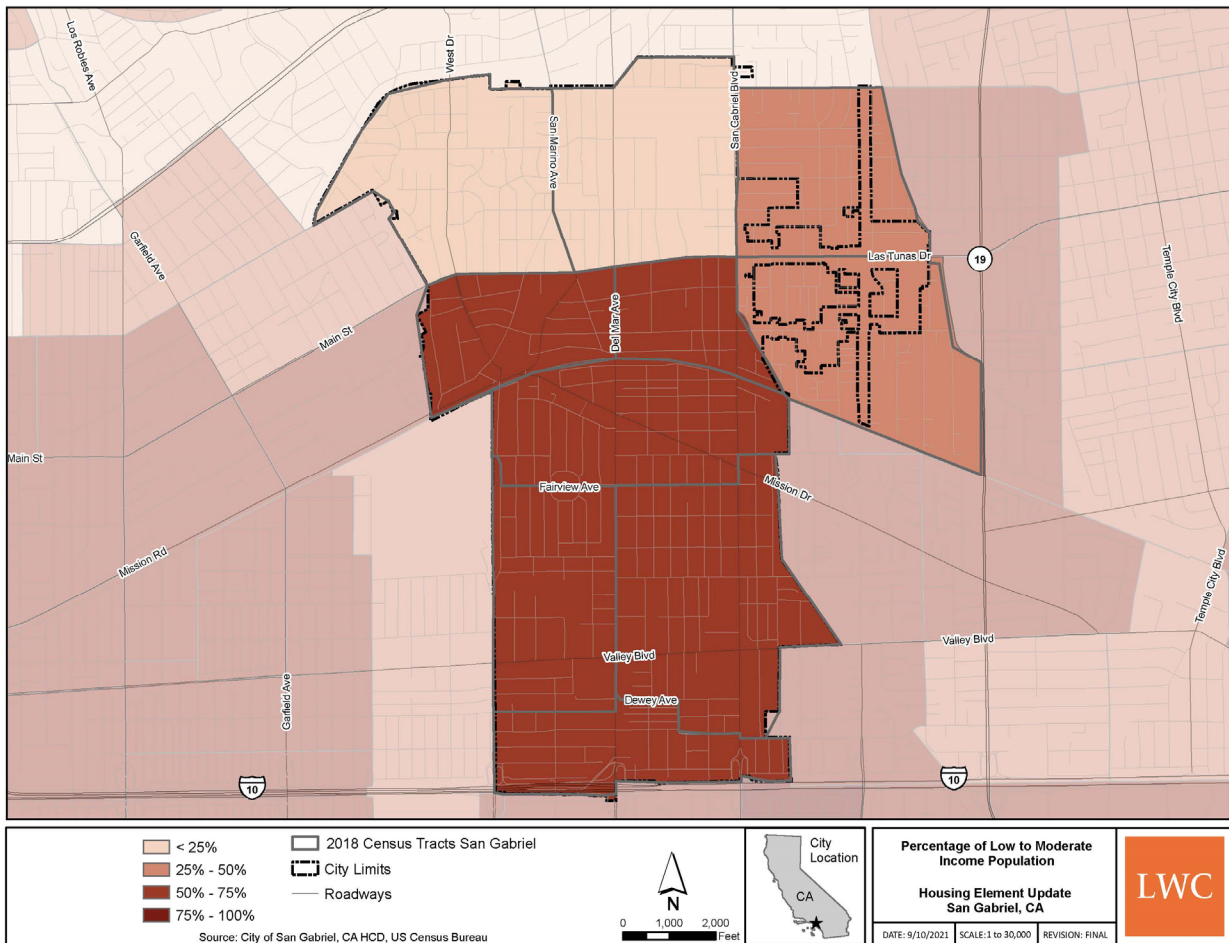 Los Robles Ave
West Dr
San Marino Ave
San Gabriel Blvd
Garfield Ave
Las Tunas Dr
19
Temple City Blvd
Main St
Del Mar Ave
Main St
Fairview Ave
Mission Dr
Mission Rd
Temple City Blvd
Valley Blvd
Valley Blvd
Garfield Ave
Dewey Ave
10
10
< 25%
25% - 50%
50% - 75%
75% - 100%
2018 Census Tracts San Gabriel
City Limits
Roadways
Source: City of San Gabriel, CA HCD, US Census Bureau
N
0 1,000 2,000
Feet
City
Location
CA
Percentage of Low to Moderate
Income Population
Housing Element Update
San Gabriel, CA
DATE: 9/10/2021 SCALE:1 to 30,000 REVISION: FINAL
LWC